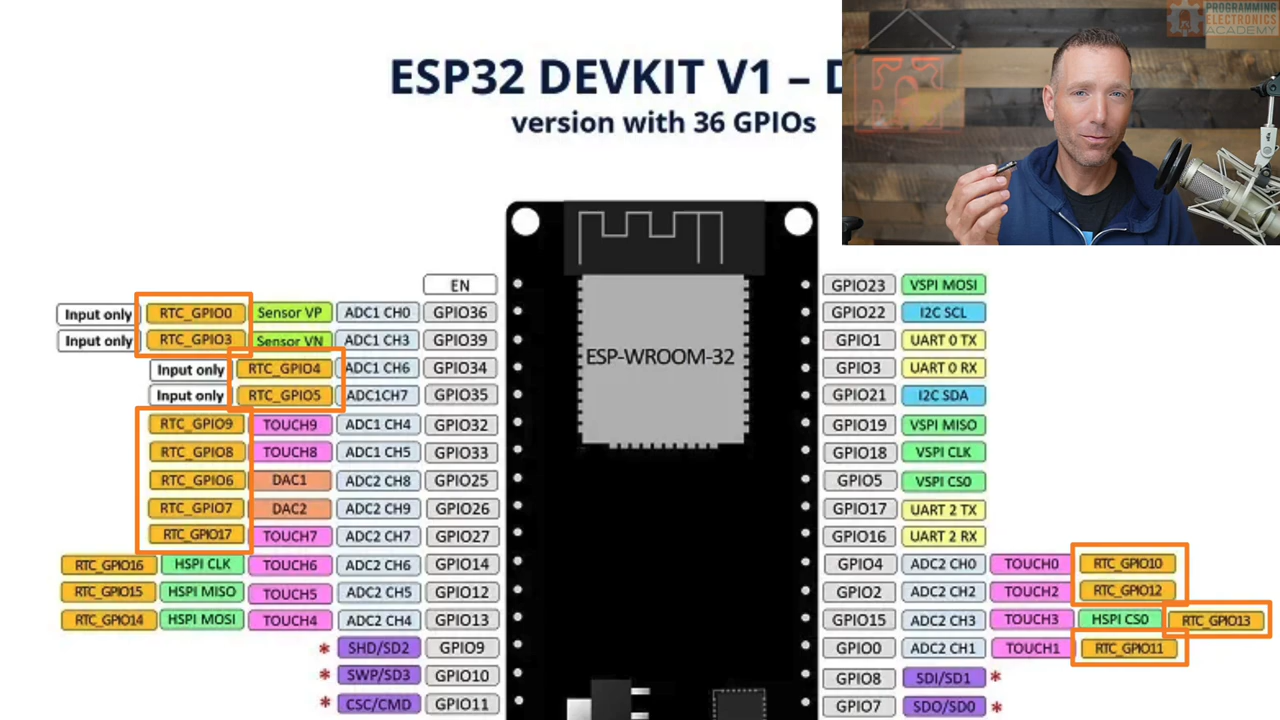 PROGRAMMING
ELECTRONICS
ACADEMY
ESP32 DEVKIT V1 – D
version with 36 GPIOs
EN
GPIO23 VSPI MOSI
Input only RTC_GPIO0 Sensor VP ADC1 CH0 GPIO36
GPIO22 I2C SCL
Input only RTC_GPIO3 Sensor VN ADC1 CH3 GPIO39
GPIO1 UART 0 TX
Input only RTC_GPIO4 ADC1 CH6 GPIO34
ESP-WROOM-32
GPIO3 UART 0 RX
Input only RTC_GPIO5 ADC1CH7 GPIO35
GPIO21 I2C SDA
RTC_GPIO9 TOUCH9 ADC1 CH4 GPIO32
GPIO19 VSPI MISO
RTC_GPIO8 TOUCH8 ADC1 CH5 GPIO33
GPIO18 VSPI CLK
RTC_GPIO6 DAC1 ADC2 CH8 GPIO25
GPIO5 VSPI CS0
RTC_GPIO7 DAC2 ADC2 CH9 GPIO26
GPIO17 UART 2 TX
RTC_GPIO17 TOUCH7 ADC2 CH7 GPIO27
GPIO16 UART 2 RX
RTC_GPIO16 HSPI CLK TOUCH6 ADC2 CH6 GPIO14
GPIO4 ADC2 CH0 TOUCH0 RTC_GPIO10
RTC_GPIO15 HSPI MISO TOUCH5 ADC2 CH5 GPIO12
GPIO2 ADC2 CH2 TOUCH2 RTC_GPIO12
RTC_GPIO14 HSPI MOSI TOUCH4 ADC2 CH4 GPIO13
GPIO15 ADC2 CH3 TOUCH3 HSPI CS0 RTC_GPIO13
* SHD/SD2 GPIO9
GPIO0 ADC2 CH1 TOUCH1 RTC_GPIO11
* SWP/SD3 GPIO10
GPIO8 SDI/SD1 *
* CSC/CMD GPIO11
GPIO7 SDO/SD0 *